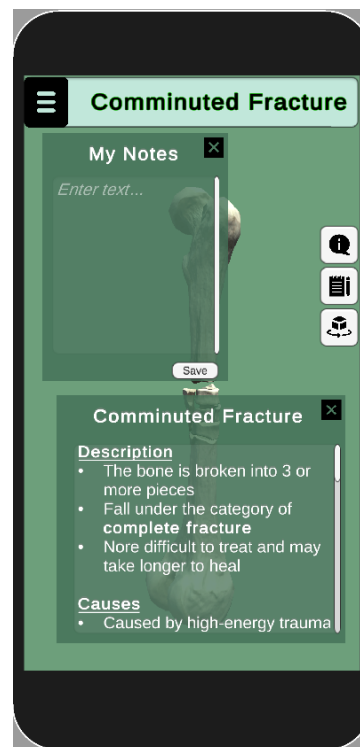 Comminuted Fracture
My Notes
Enter text...
Save
Comminuted Fracture
Description
• The bone is broken into 3 or
more pieces
• Fall under the category of
complete fracture
• Nore difficult to treat and may
take longer to heal
Causes
• Caused by high-energy trauma